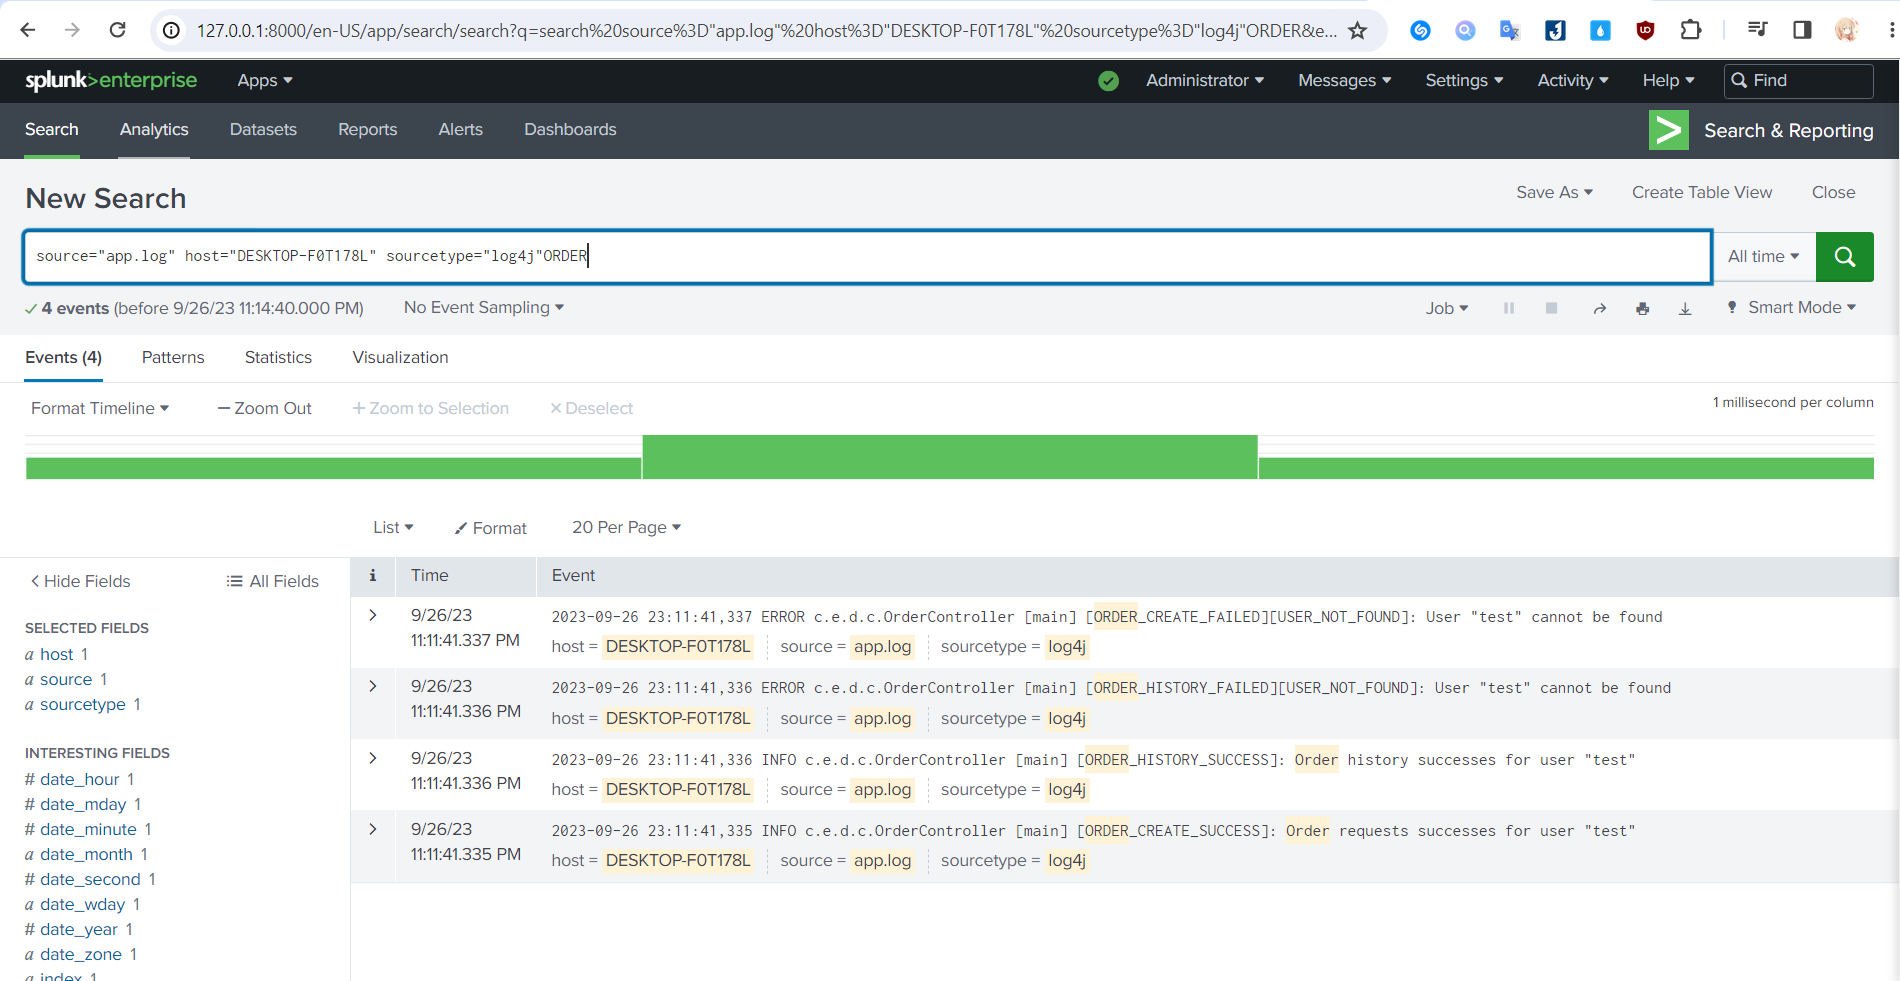 127.0.0.1:8000/en-US/app/search/search?q=search%20source%3D"app.log"%20host%3D"DESKTOP-F0T178L"%20sourcetype%3D"log4j"ORDER&e...
splunk>enterprise Apps Administrator Messages Settings Activity Help Find
Search Analytics Datasets Reports Alerts Dashboards Search & Reporting
New Search Save As Create Table View Close
source="app.log" host="DESKTOP-F0T178L" sourcetype="log4j"ORDER All time
4 events (before 9/26/23 11:14:40.000 PM) No Event Sampling Job Smart Mode
Events (4) Patterns Statistics Visualization
Format Timeline — Zoom Out + Zoom to Selection × Deselect 1 millisecond per column
List Format 20 Per Page
Hide Fields All Fields
SELECTED FIELDS
a host 1
a source 1
a sourcetype 1
INTERESTING FIELDS
# date_hour 1
# date_mday 1
# date_minute 1
a date_month 1
# date_second 1
a date_wday 1
# date_year 1
a date_zone 1
a index 1
i Time Event
9/26/23
11:11:41.337 PM
2023-09-26 23:11:41,337 ERROR c.e.d.c.OrderController [main] [ORDER_CREATE_FAILED][USER_NOT_FOUND]: User "test" cannot be found
host = DESKTOP-F0T178L source = app.log sourcetype = log4j
9/26/23
11:11:41.336 PM
2023-09-26 23:11:41,336 ERROR c.e.d.c.OrderController [main] [ORDER_HISTORY_FAILED][USER_NOT_FOUND]: User "test" cannot be found
host = DESKTOP-F0T178L source = app.log sourcetype = log4j
9/26/23
11:11:41.336 PM
2023-09-26 23:11:41,336 INFO c.e.d.c.OrderController [main] [ORDER_HISTORY_SUCCESS]: Order history successes for user "test"
host = DESKTOP-F0T178L source = app.log sourcetype = log4j
9/26/23
11:11:41.335 PM
2023-09-26 23:11:41,335 INFO c.e.d.c.OrderController [main] [ORDER_CREATE_SUCCESS]: Order requests successes for user "test"
host = DESKTOP-F0T178L source = app.log sourcetype = log4j